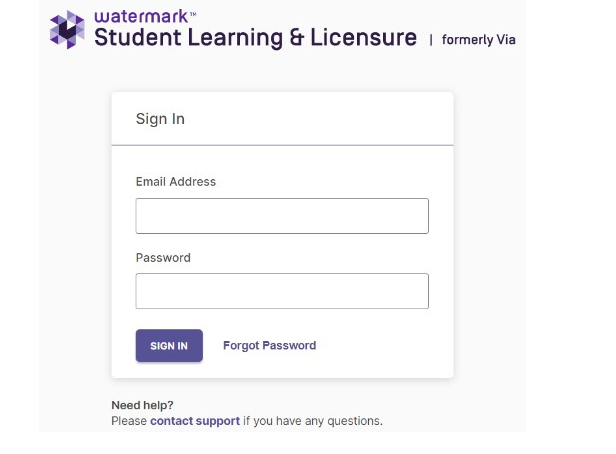 watermark™
Student Learning & Licensure | formerly Via
Sign In
Email Address
Password
SIGN IN Forgot Password
Need help?
Please contact support if you have any questions.